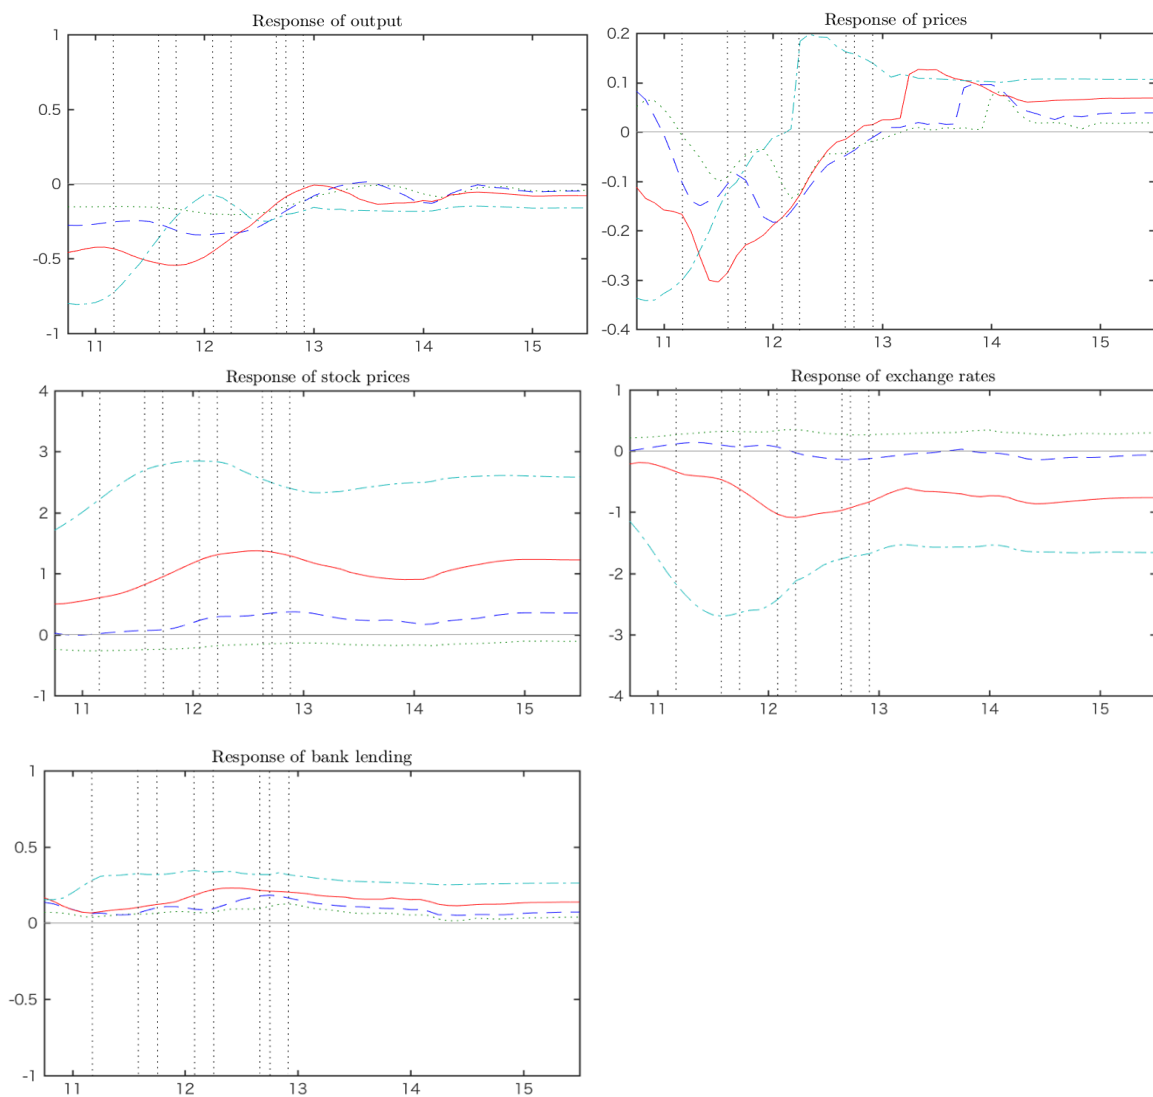 Response of output
1
0.5
0
-0.5
-1
11 12 13 14 15
Response of prices
0.2
0.1
0
-0.1
-0.2
-0.3
-0.4
11 12 13 14 15
Response of stock prices
4
3
2
1
0
-1
11 12 13 14 15
Response of exchange rates
1
0
-1
-2
-3
-4
11 12 13 14 15
Response of bank lending
1
0.5
0
-0.5
-1
11 12 13 14 15